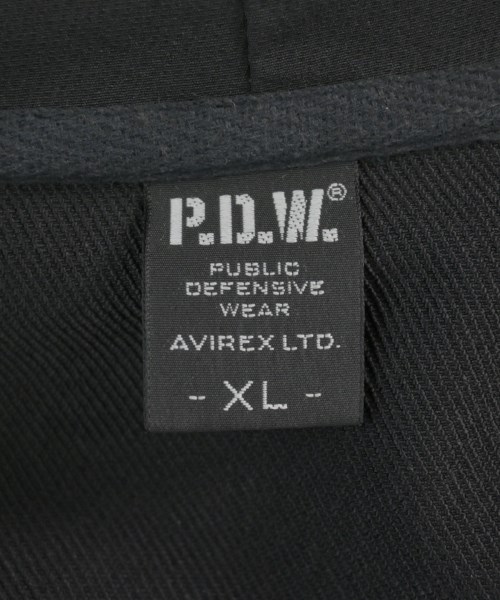 P.D.W.®
PUBLIC
DEFENSIVE
WEAR
AVIREX LTD.
- XL -